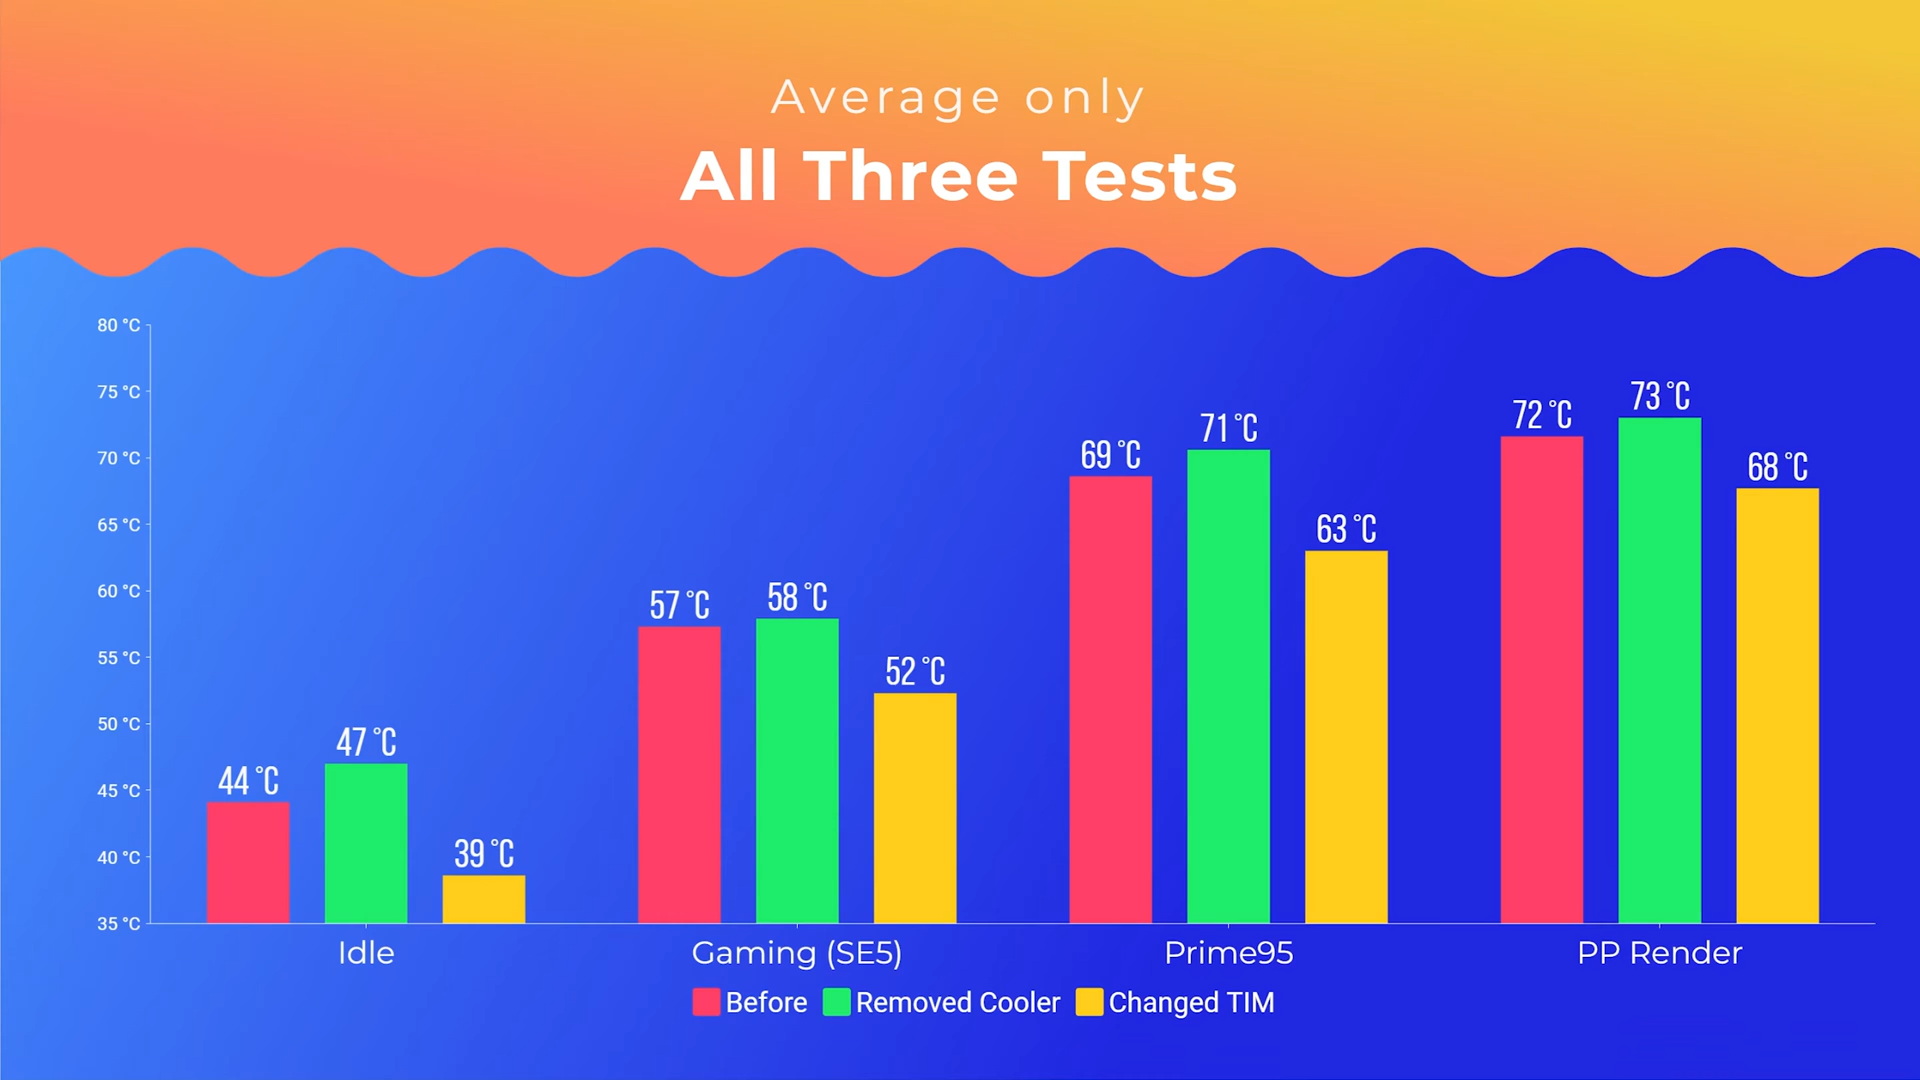 Average only
All Three Tests
80 °C
75 °C
70 °C
65 °C
60 °C
55 °C
50 °C
45 °C
40 °C
35 °C
44 °C
47 °C
39 °C
57 °C
58 °C
52 °C
69 °C
71 °C
63 °C
72 °C
73 °C
68 °C
Idle
Gaming (SE5)
Prime95
PP Render
Before
Removed Cooler
Changed TIM